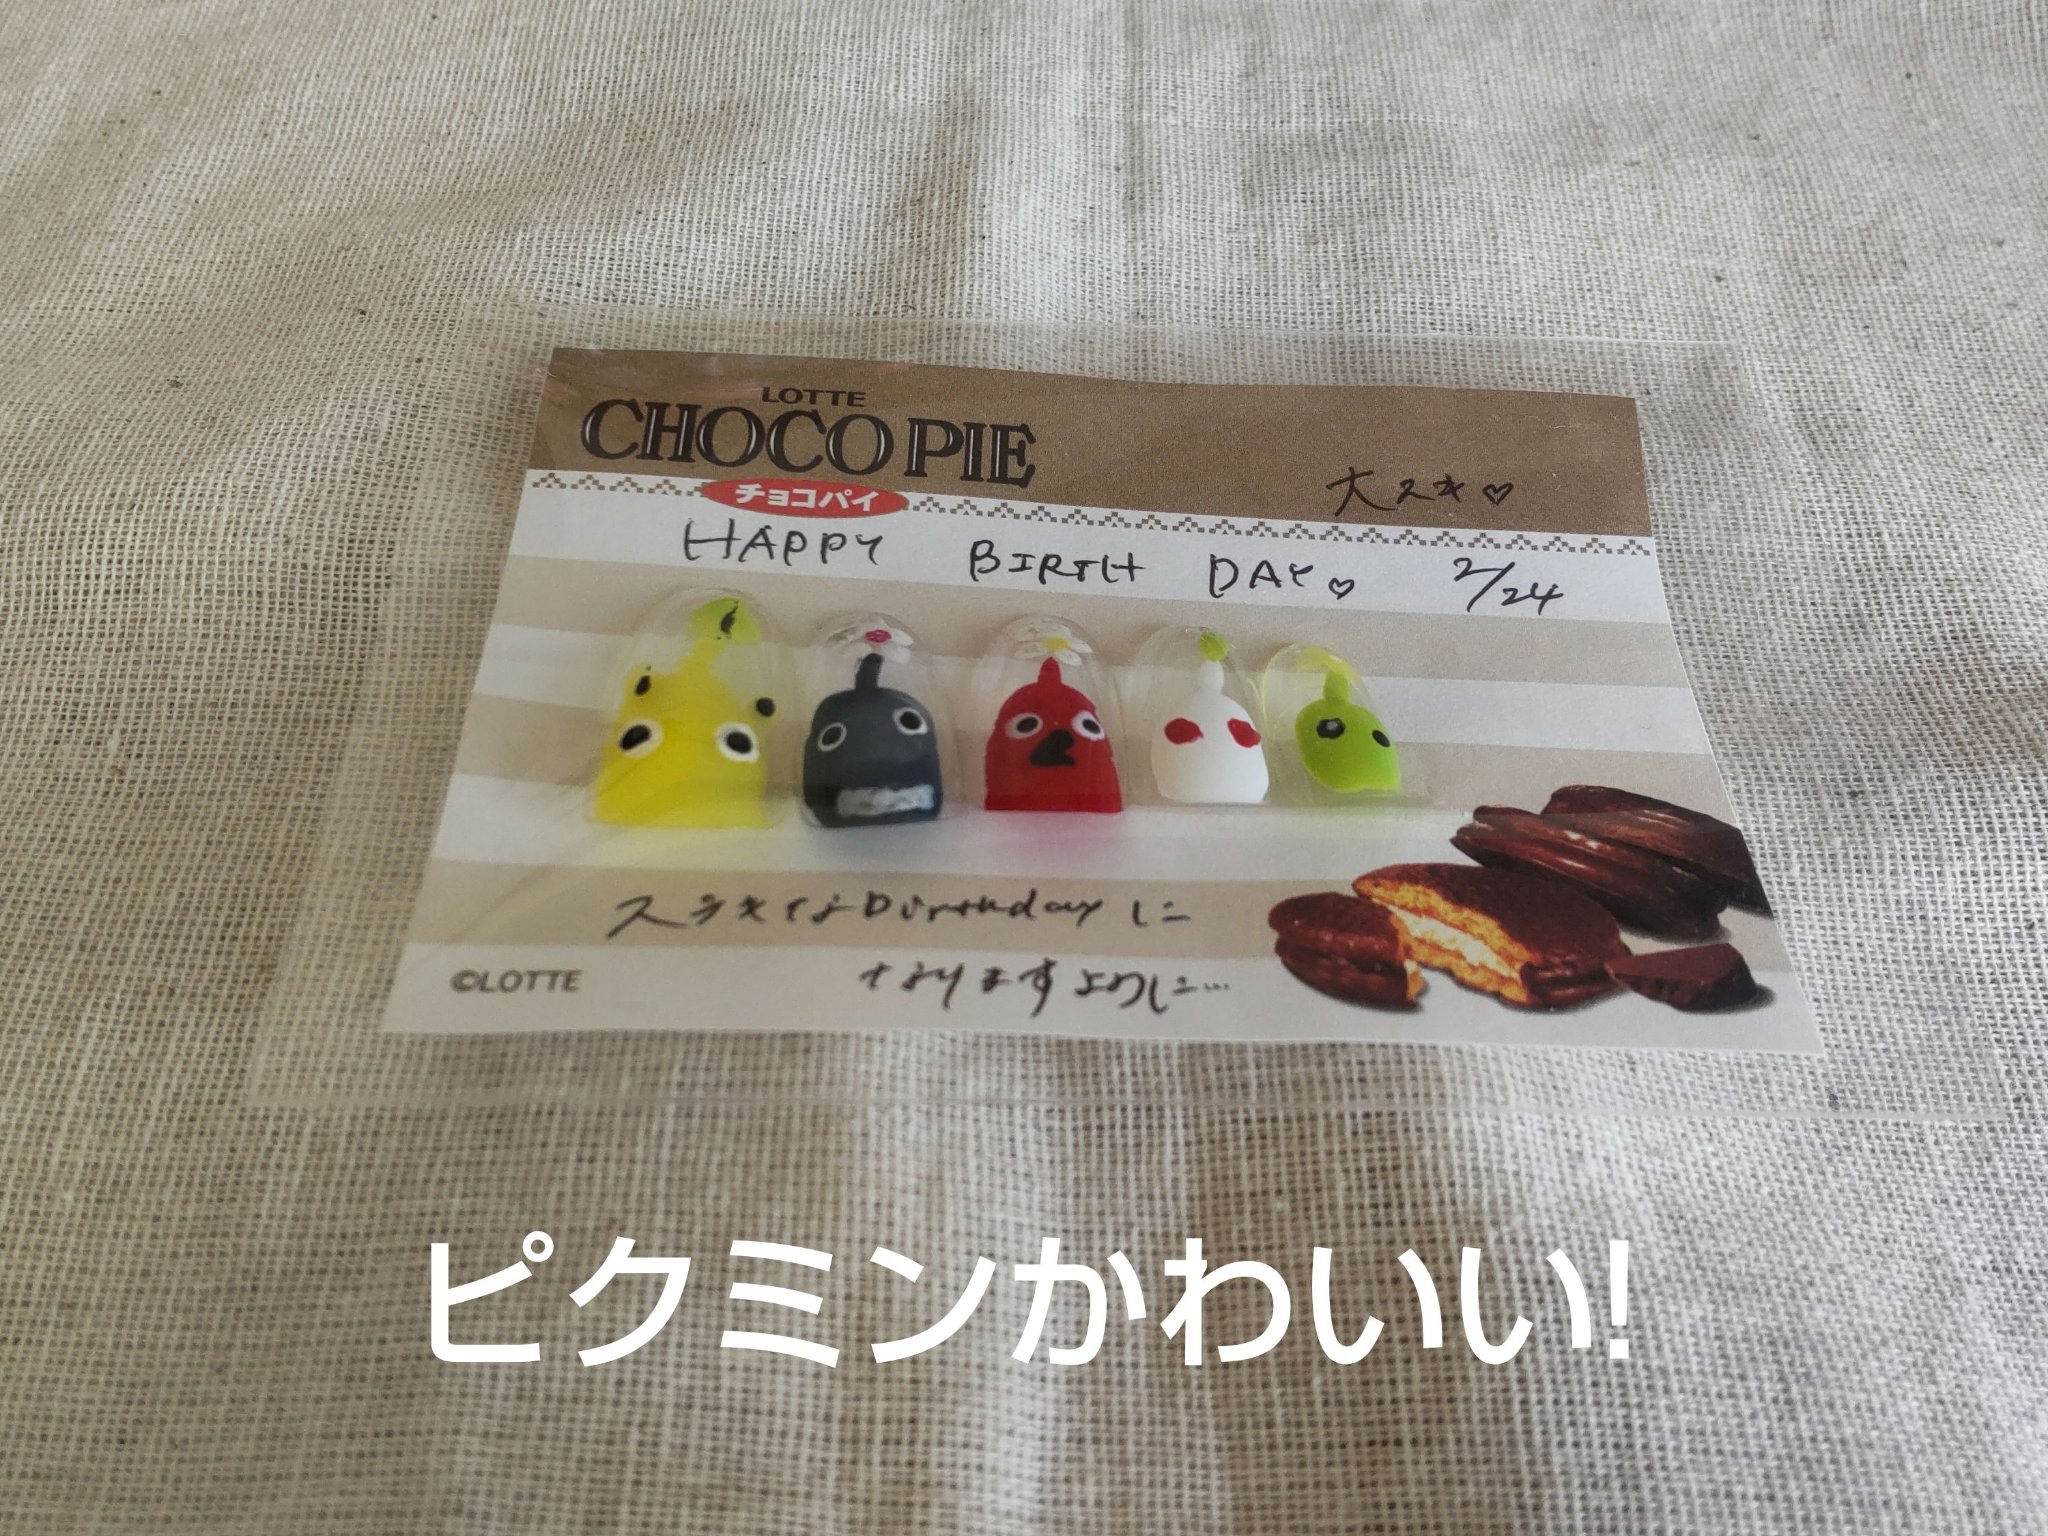 LOTTE
CHOCO PIE
チョコパイ
大スキ♡
HAPPY BIRTH DAY♡ 2/24
ステキなBirthdayに
なりますように…
©LOTTE
ピクミンかわいい!